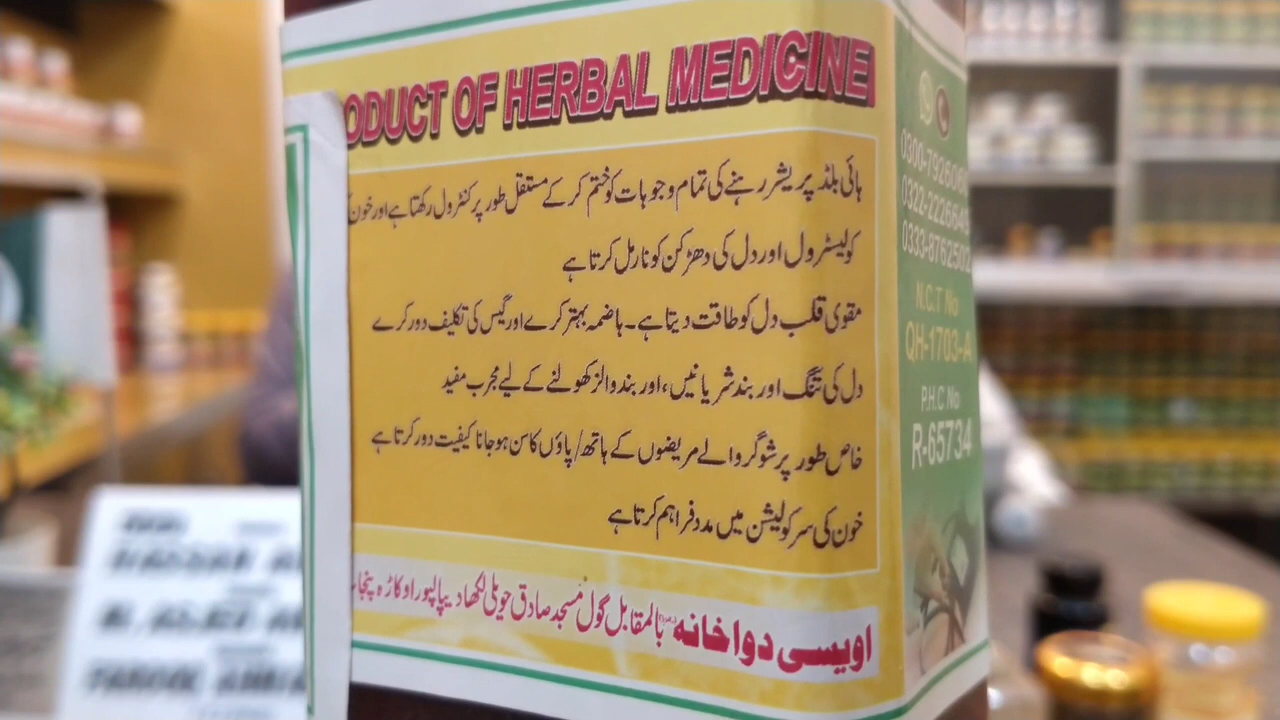 PRODUCT OF HERBAL MEDICINE
ہائی بلڈ پریشر رہنے کی تمام وجوہات کو ختم کر کے مستقل طور پر کنٹرول رکھتا ہے اور خون
کولیسٹرول اور دل کی دھڑکن کو نارمل کرتا ہے
مقوی قلب دل کو طاقت دیتا ہے۔ ہاضمہ بہتر کرے اور گیس کی تکلیف دور کرے
دل کی تنگ اور بند شریانیں، اور بند والز کھولنے کے لیے مجرب مفید
خاص طور پر شوگر والے مریضوں کے ہاتھ/پاؤں کا سن ہو جانا کیفیت دور کرتا ہے
خون کی سرکولیشن میں مدد فراہم کرتا ہے
اویسی دواخانہ بالمقابل گول مسجد صادق حویلی لکھا دیپالپور اوکاڑہ
0300-792606
0322-2226649
0333-8762502
N.C.T No
QH-1703-A
P.H.C.No
R-65734